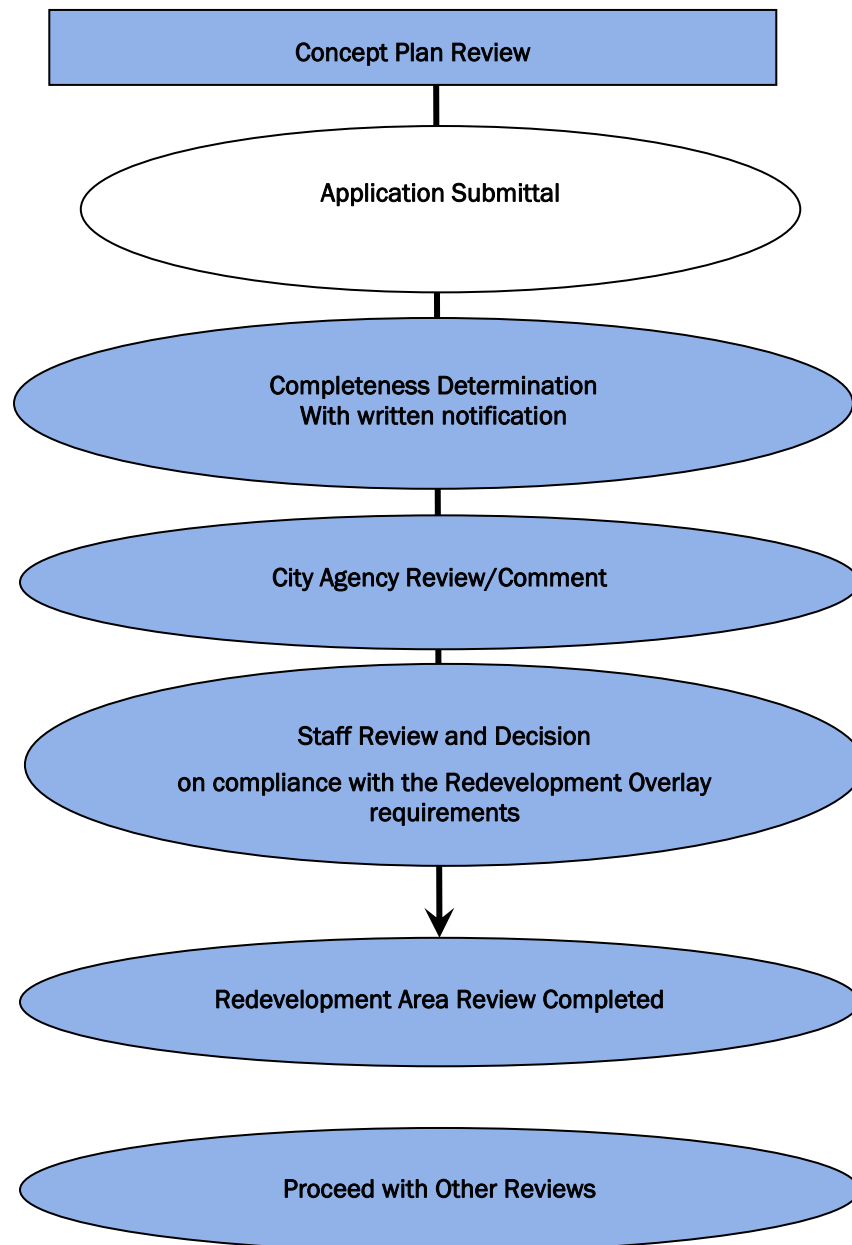 Concept Plan Review
Application Submittal
Completeness Determination
With written notification
City Agency Review/Comment
Staff Review and Decision
on compliance with the Redevelopment Overlay
requirements
Redevelopment Area Review Completed
Proceed with Other Reviews